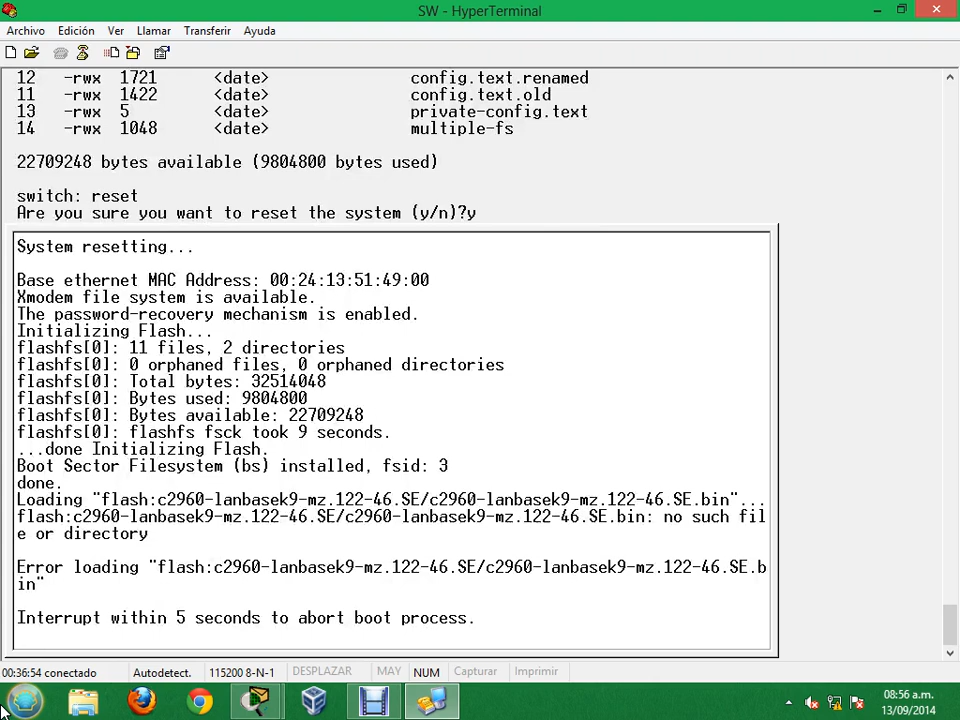 SW - HyperTerminal
Archivo Edición Ver Llamar Transferir Ayuda
12 -rwx 1721 <date> config.text.renamed
11 -rwx 1422 <date> config.text.old
13 -rwx 5 <date> private-config.text
14 -rwx 1048 <date> multiple-fs
22709248 bytes available (9804800 bytes used)
switch: reset
Are you sure you want to reset the system (y/n)?y
System resetting...
Base ethernet MAC Address: 00:24:13:51:49:00
Xmodem file system is available.
The password-recovery mechanism is enabled.
Initializing Flash...
flashfs[0]: 11 files, 2 directories
flashfs[0]: 0 orphaned files, 0 orphaned directories
flashfs[0]: Total bytes: 32514048
flashfs[0]: Bytes used: 9804800
flashfs[0]: Bytes available: 22709248
flashfs[0]: flashfs fsck took 9 seconds.
...done Initializing Flash.
Boot Sector Filesystem (bs) installed, fsid: 3
done.
Loading "flash:c2960-lanbasek9-mz.122-46.SE/c2960-lanbasek9-mz.122-46.SE.bin"...
flash:c2960-lanbasek9-mz.122-46.SE/c2960-lanbasek9-mz.122-46.SE.bin: no such fil
e or directory
Error loading "flash:c2960-lanbasek9-mz.122-46.SE/c2960-lanbasek9-mz.122-46.SE.b
in"
Interrupt within 5 seconds to abort boot process.
00:36:54 conectado Autodetect. 115200 8-N-1 DESPLAZAR MAY NUM Capturar Imprimir
08:56 a.m.
13/09/2014